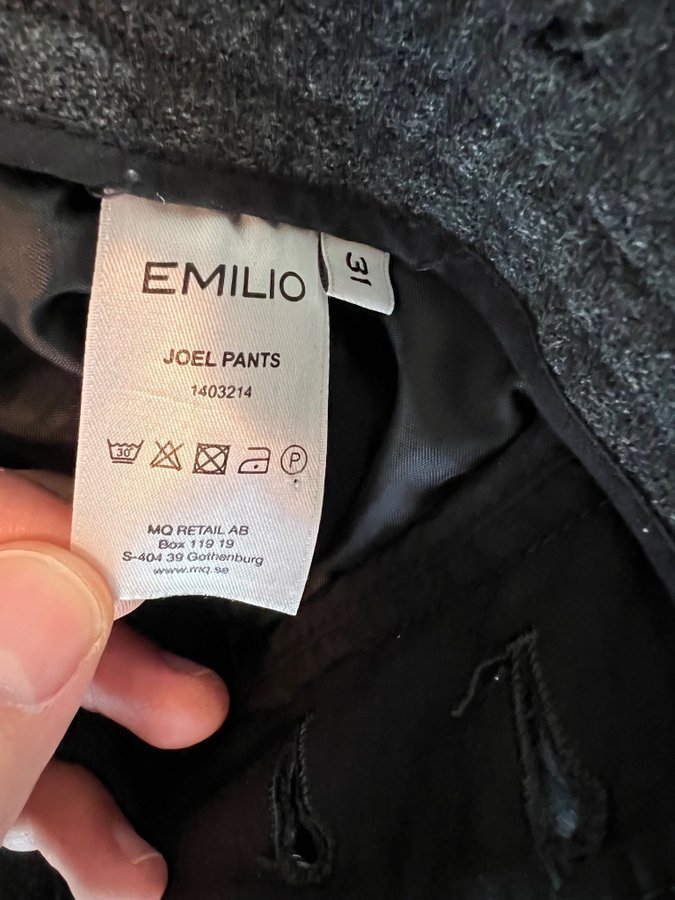 EMILIO
31
JOEL PANTS
1403214
30
P
MQ RETAIL AB
Box 119 19
S-404 39 Gothenburg
www.mq.se